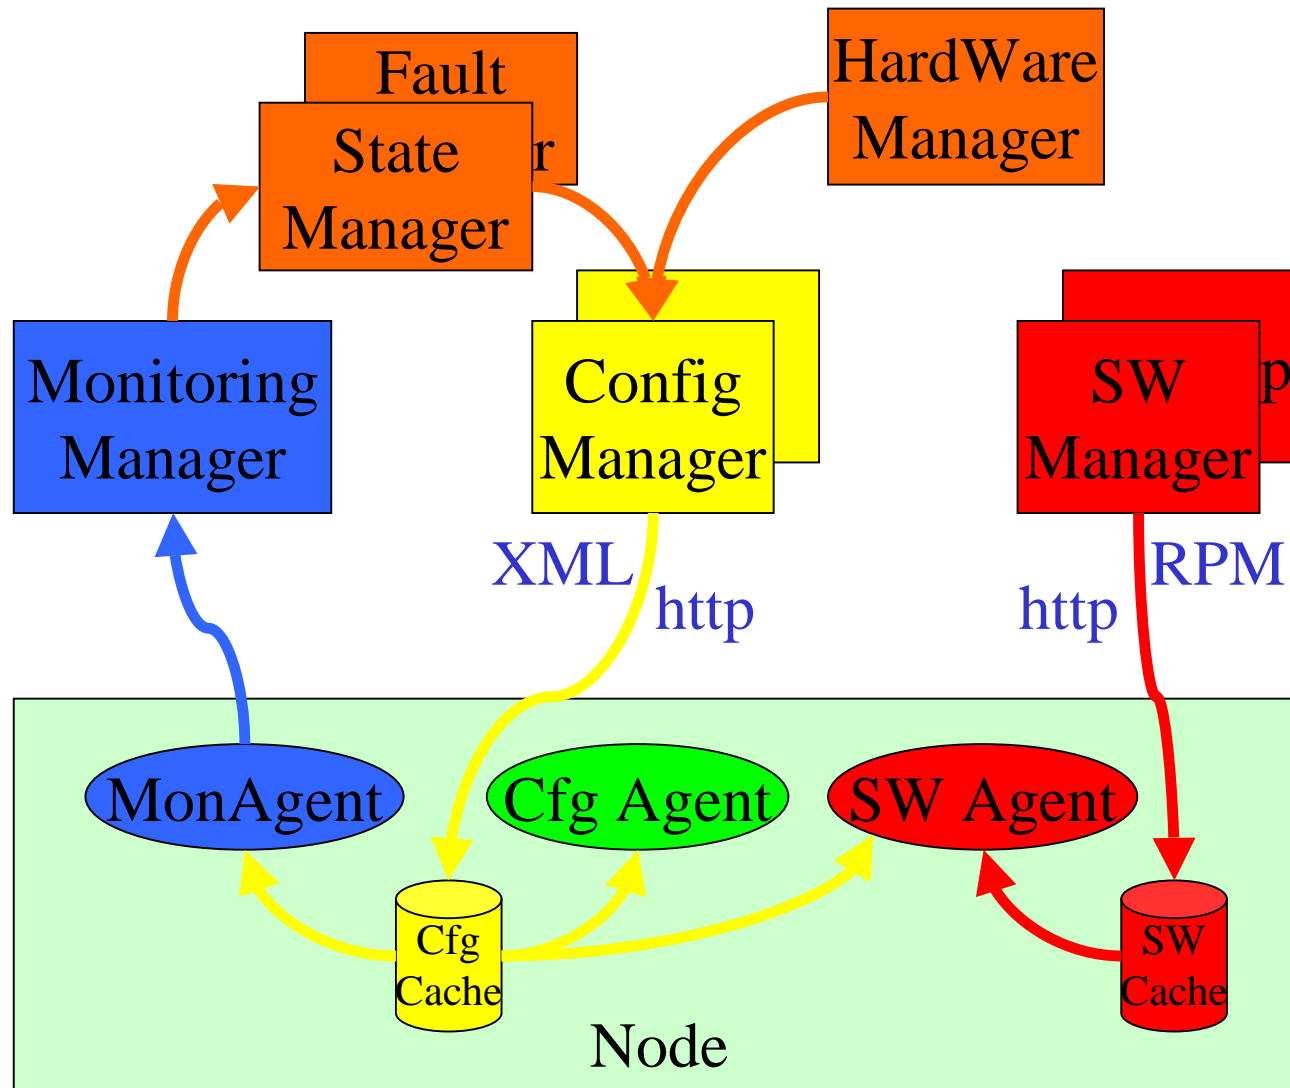 Fault
HardWare
Manager
State
r
Manager
Monitoring
Manager
Config
Manager
SW
p
Manager
XML
http
http
RPM
MonAgent
Cfg Agent
SW Agent
Cfg
Cache
SW
Cache
Node